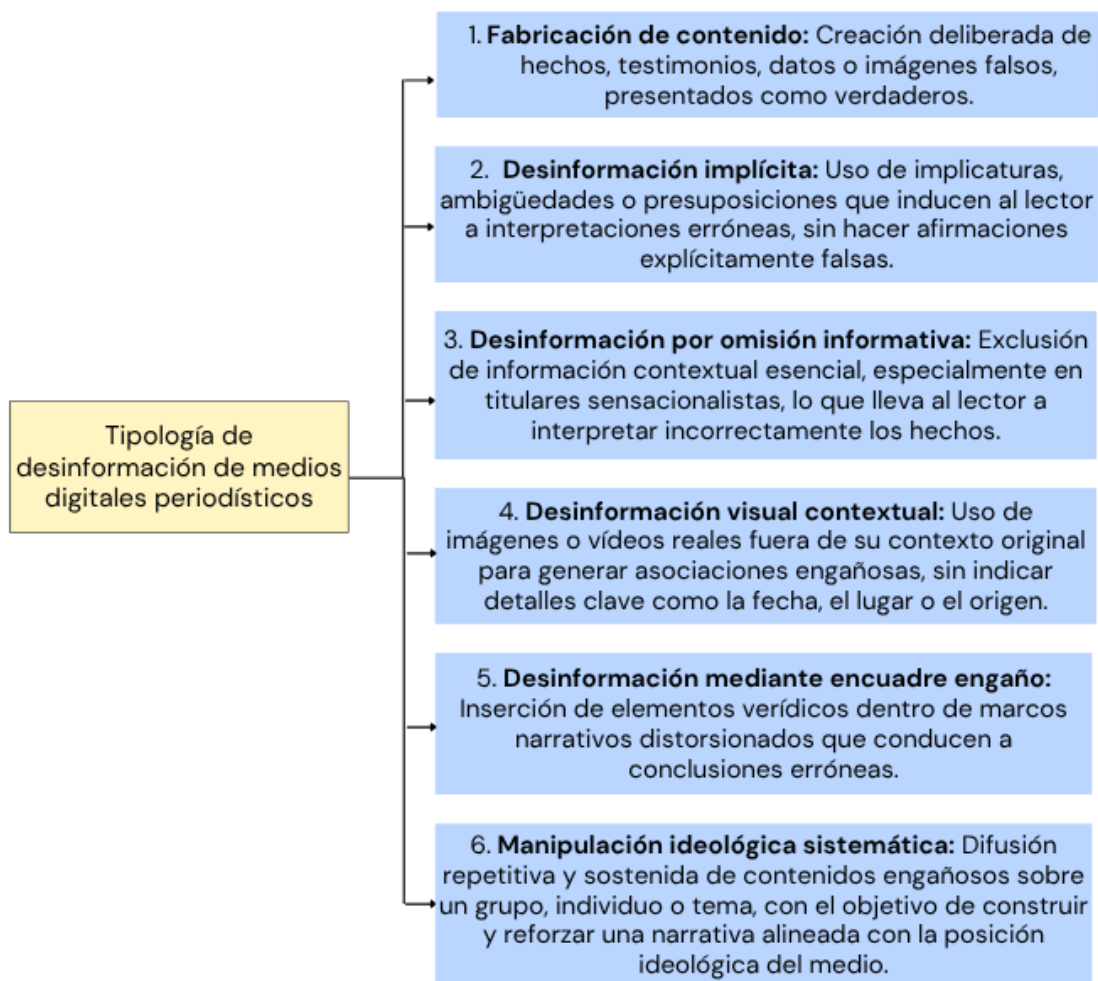 1. Fabricación de contenido: Creación deliberada de
hechos, testimonios, datos o imágenes falsos,
presentados como verdaderos.
2. Desinformación implícita: Uso de implicaturas,
ambigüedades o presuposiciones que inducen al lector
a interpretaciones erróneas, sin hacer afirmaciones
explícitamente falsas.
3. Desinformación por omisión informativa: Exclusión
de información contextual esencial, especialmente en
titulares sensacionalistas, lo que lleva al lector a
interpretar incorrectamente los hechos.
Tipología de
desinformación de medios
digitales periodísticos
4. Desinformación visual contextual: Uso de
imágenes o vídeos reales fuera de su contexto original
para generar asociaciones engañosas, sin indicar
detalles clave como la fecha, el lugar o el origen.
5. Desinformación mediante encuadre engaño:
Inserción de elementos verídicos dentro de marcos
narrativos distorsionados que conducen a
conclusiones erróneas.
6. Manipulación ideológica sistemática: Difusión
repetitiva y sostenida de contenidos engañosos sobre
un grupo, individuo o tema, con el objetivo de construir
y reforzar una narrativa alineada con la posición
ideológica del medio.